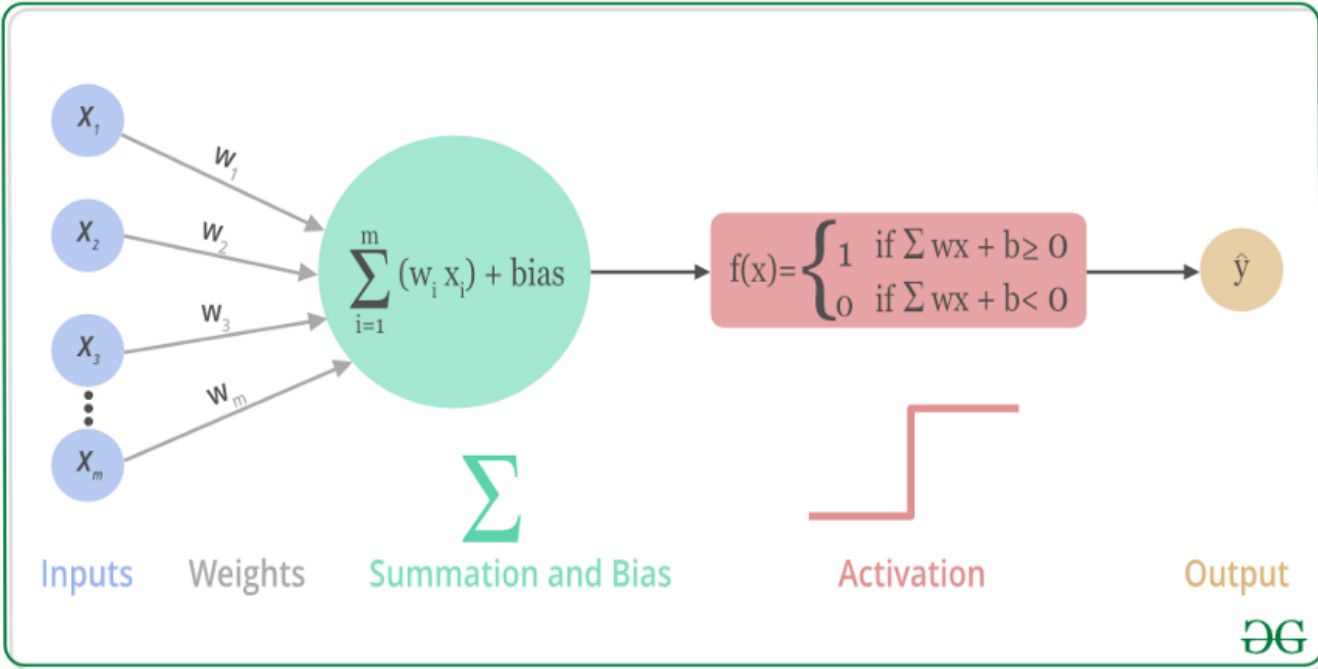 X₁
W₁
X₂
W₂
X₃
W₃
Xₘ
Wₘ
m
∑ (wᵢ xᵢ) + bias
i=1
f(x)= { 1 if Σ wx + b ≥ 0
0 if Σ wx + b < 0
ŷ
Σ
Inputs Weights Summation and Bias Activation Output